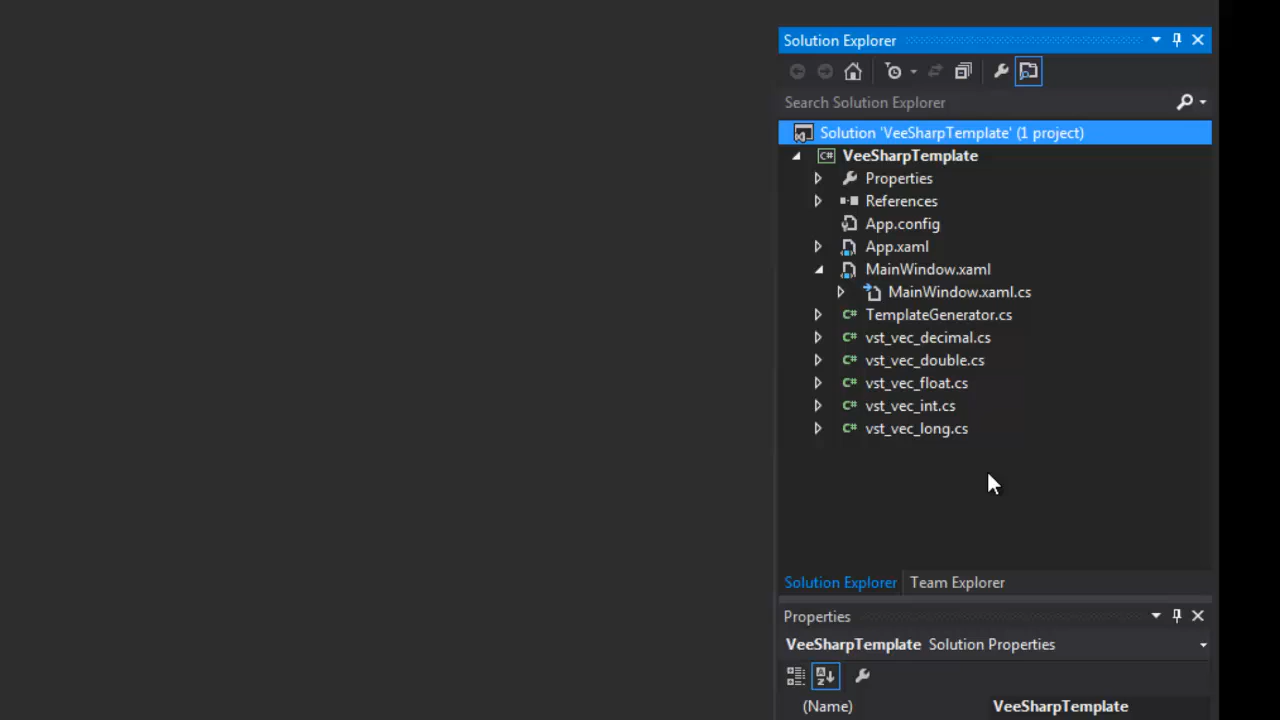 Solution Explorer
Search Solution Explorer
Solution 'VeeSharpTemplate' (1 project)
C# VeeSharpTemplate
Properties
References
App.config
App.xaml
MainWindow.xaml
MainWindow.xaml.cs
C# TemplateGenerator.cs
C# vst_vec_decimal.cs
C# vst_vec_double.cs
C# vst_vec_float.cs
C# vst_vec_int.cs
C# vst_vec_long.cs
Solution Explorer Team Explorer
Properties
VeeSharpTemplate Solution Properties
(Name) VeeSharpTemplate